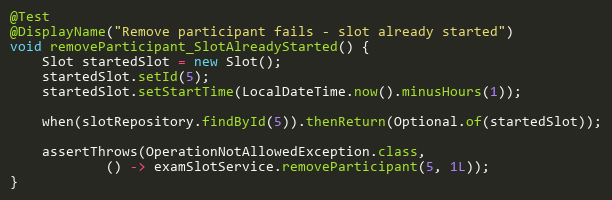 @Test
@DisplayName("Remove participant fails - slot already started")
void removeParticipant_SlotAlreadyStarted() {
    Slot startedSlot = new Slot();
    startedSlot.setId(5);
    startedSlot.setStartTime(LocalDateTime.now().minusHours(1));

    when(slotRepository.findById(5)).thenReturn(Optional.of(startedSlot));

    assertThrows(OperationNotAllowedException.class,
            () -> examSlotService.removeParticipant(5, 1L));
}